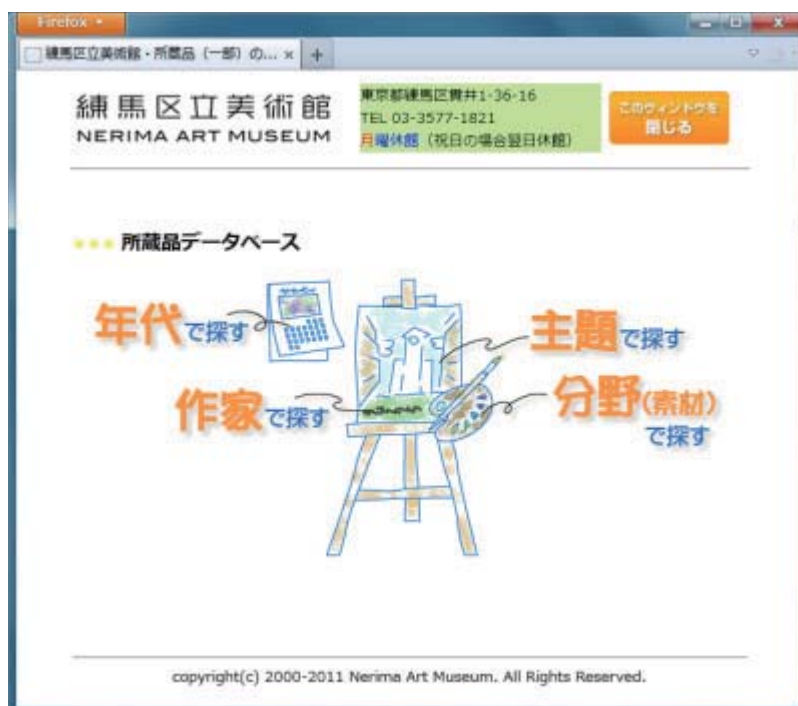 Firefox
練馬区立美術館・所蔵品（一部）の... × +
練馬区立美術館
NERIMA ART MUSEUM
東京都練馬区貫井1-36-16
TEL 03-3577-1821
月曜休館（祝日の場合翌日休館）
このウィンドウを
閉じる
所蔵品データベース
年代で探す
主題で探す
作家で探す
分野(素材)
で探す
copyright(c) 2000-2011 Nerima Art Museum. All Rights Reserved.